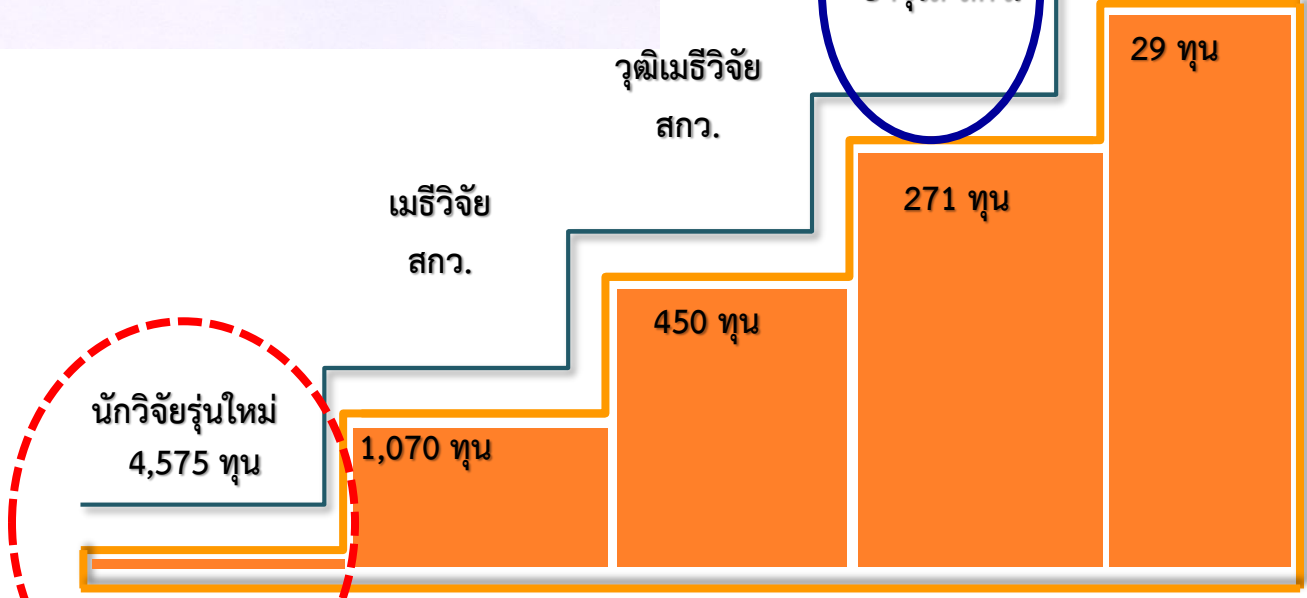 29 ทุน
วุฒิเมธีวิจัย
สกว.
271 ทุน
เมธีวิจัย
สกว.
450 ทุน
นักวิจัยรุ่นใหม่
4,575 ทุน
1,070 ทุน